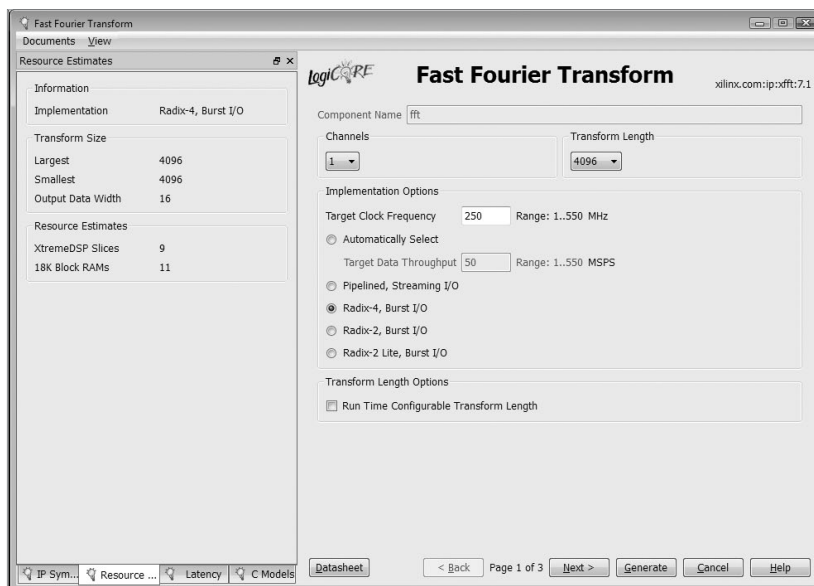 Fast Fourier Transform
Documents View
Resource Estimates
Information
Implementation Radix-4, Burst I/O
Transform Size
Largest 4096
Smallest 4096
Output Data Width 16
Resource Estimates
XtremeDSP Slices 9
18K Block RAMs 11
IP Sym... Resource ... Latency C Models
LogiCORE
Fast Fourier Transform
xilinx.com:ip:xfft:7.1
Component Name fft
Channels
1
Transform Length
4096
Implementation Options
Target Clock Frequency 250 Range: 1..550 MHz
Automatically Select
Target Data Throughput 50 Range: 1..550 MSPS
Pipelined, Streaming I/O
Radix-4, Burst I/O
Radix-2, Burst I/O
Radix-2 Lite, Burst I/O
Transform Length Options
Run Time Configurable Transform Length
Datasheet < Back Page 1 of 3 Next > Generate Cancel Help